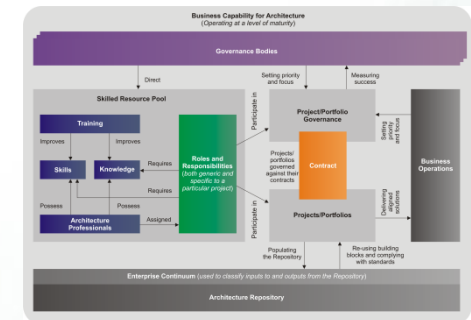 Business Capability for Architecture
(Operating at a level of maturity)
Governance Bodies
Direct
Setting priority
and focus
Measuring
success
Skilled Resource Pool
Training
Improves
Improves
Skills
Knowledge
Requires
Requires
Possess
Possess
Architecture
Professionals
Assigned
Roles and
Responsibilities
(both generic and
specific to a
particular project)
Participate in
Participate in
Project/Portfolio
Governance
Projects/
portfolios
governed
against their
contracts
Contract
Projects/Portfolios
Setting
priority
and focus
Delivering
aligned
solutions
Business
Operations
Populating
the Repository
Re-using building
blocks and complying
with standards
Enterprise Continuum (used to classify inputs to and outputs from the Repository)
Architecture Repository